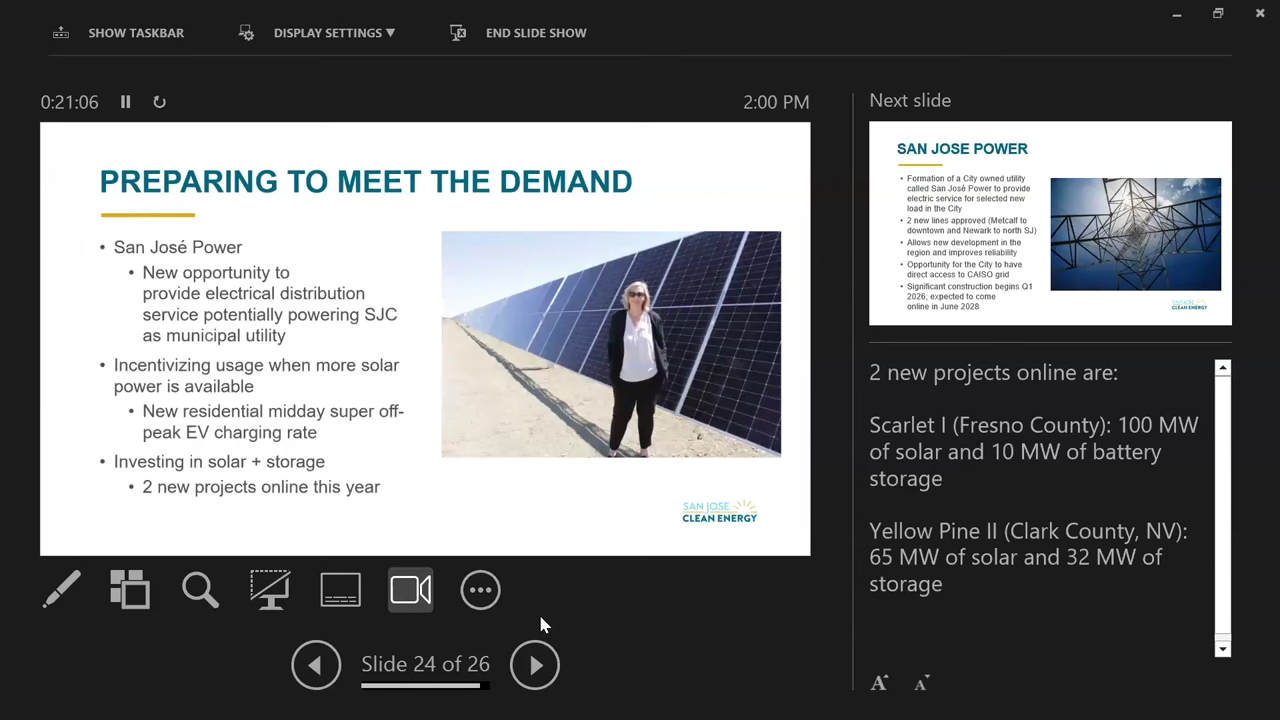 SHOW TASKBAR
DISPLAY SETTINGS ▼
END SLIDE SHOW
0:21:06
2:00 PM
PREPARING TO MEET THE DEMAND
• San José Power
• New opportunity to
provide electrical distribution
service potentially powering SJC
as municipal utility
• Incentivizing usage when more solar
power is available
• New residential midday super off-
peak EV charging rate
• Investing in solar + storage
• 2 new projects online this year
SAN JOSE
CLEAN ENERGY
Slide 24 of 26
Next slide
SAN JOSE POWER
• Formation of a City owned utility
called San José Power to provide
electric service for selected new
load in the City
• 2 new lines approved (Metcalf to
downtown and Newark to north SJ)
• Allows new development in the
region and improves reliability
• Opportunity for the City to have
direct access to CAISO grid
• Significant construction begins Q1
2026; expected to come
online in June 2028
SAN JOSE
CLEAN ENERGY
2 new projects online are:
Scarlet I (Fresno County): 100 MW
of solar and 10 MW of battery
storage
Yellow Pine II (Clark County, NV):
65 MW of solar and 32 MW of
storage
A A